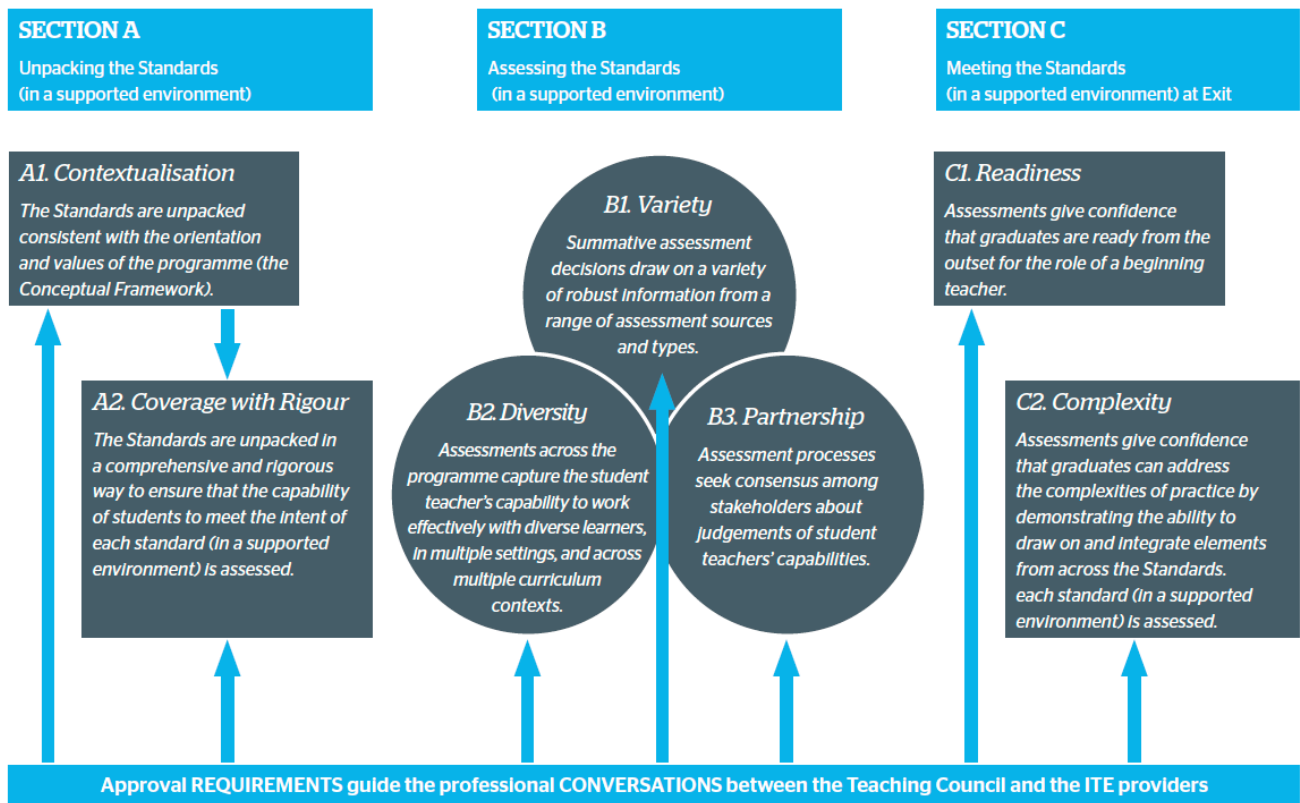 SECTION A
Unpacking the Standards
(in a supported environment)
SECTION B
Assessing the Standards
(in a supported environment)
SECTION C
Meeting the Standards
(in a supported environment) at Exit
A1. Contextualisation
The Standards are unpacked
consistent with the orientation
and values of the programme (the
Conceptual Framework).
A2. Coverage with Rigour
The Standards are unpacked in
a comprehensive and rigorous
way to ensure that the capability
of students to meet the intent of
each standard (in a supported
environment) is assessed.
B1. Variety
Summative assessment
decisions draw on a variety
of robust information from a
range of assessment sources
and types.
B2. Diversity
Assessments across the
programme capture the student
teacher's capability to work
effectively with diverse learners,
in multiple settings, and across
multiple curriculum
contexts.
B3. Partnership
Assessment processes
seek consensus among
stakeholders about
judgements of student
teachers' capabilities.
C1. Readiness
Assessments give confidence
that graduates are ready from the
outset for the role of a beginning
teacher.
C2. Complexity
Assessments give confidence
that graduates can address
the complexities of practice by
demonstrating the ability to
draw on and integrate elements
from across the Standards.
each standard (in a supported
environment) is assessed.
Approval REQUIREMENTS guide the professional CONVERSATIONS between the Teaching Council and the ITE providers